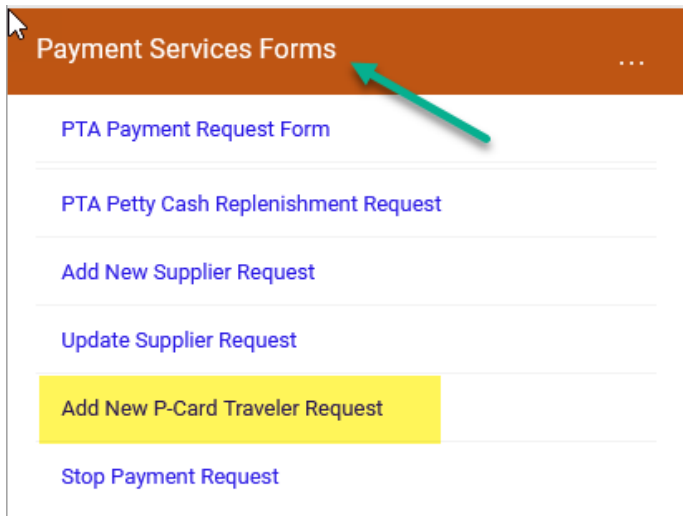 Payment Services Forms ...
PTA Payment Request Form
PTA Petty Cash Replenishment Request
Add New Supplier Request
Update Supplier Request
Add New P-Card Traveler Request
Stop Payment Request